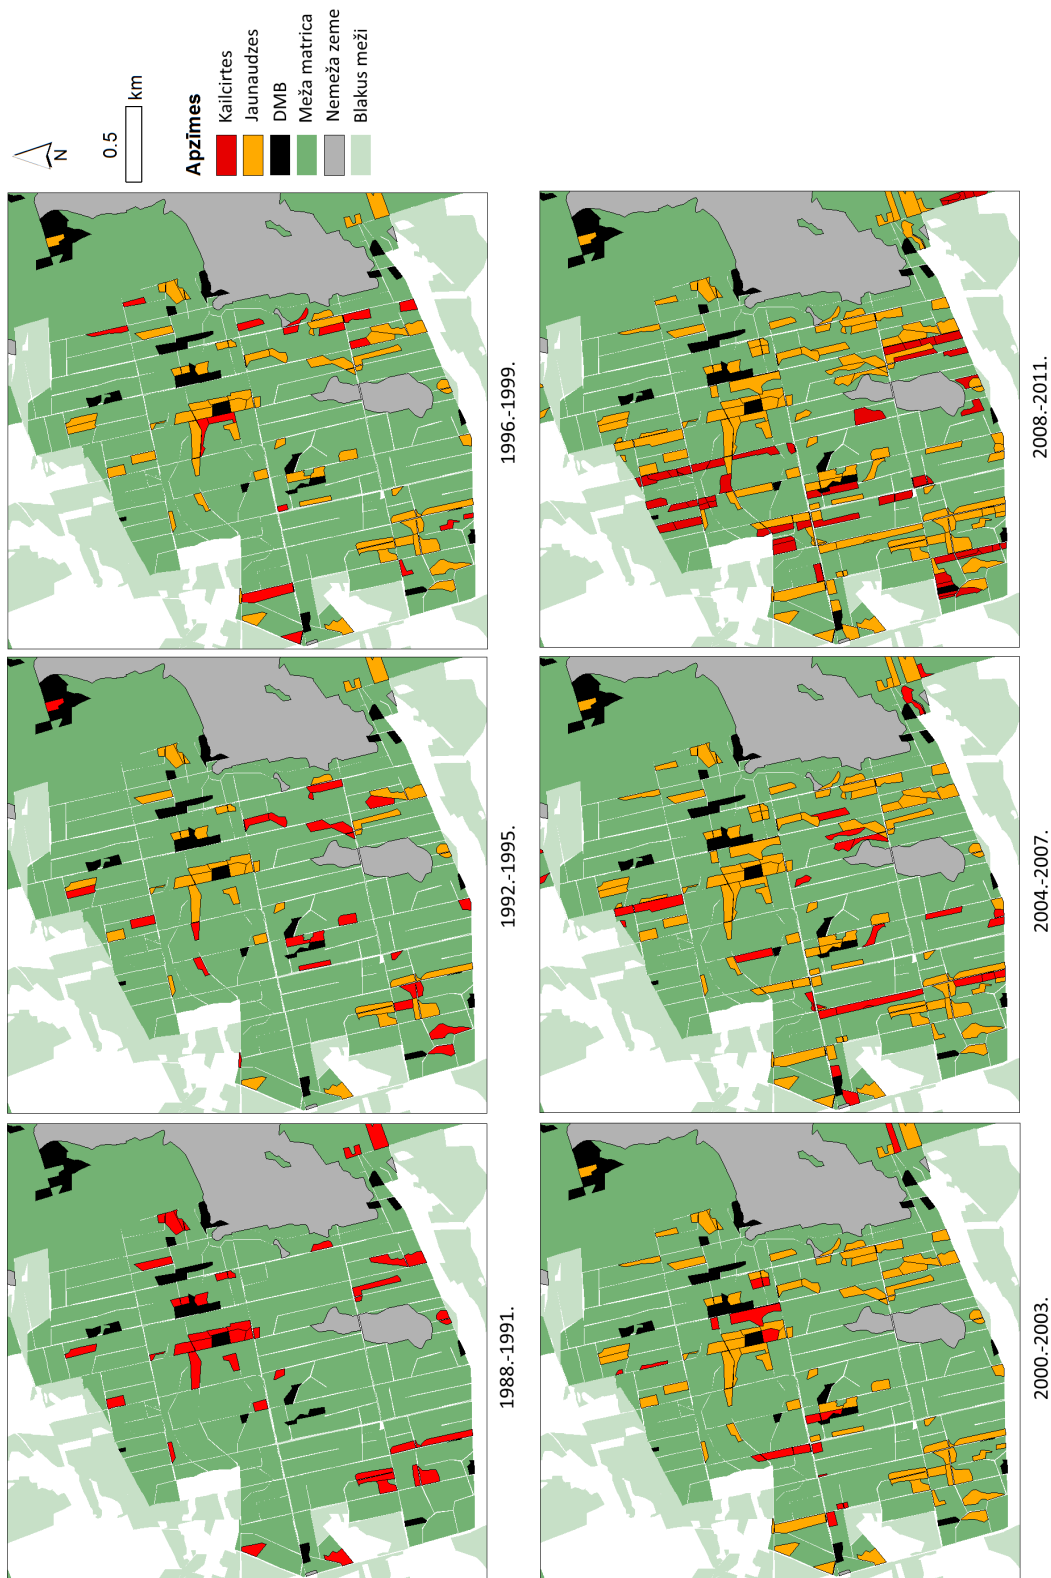 1988.-1991.
1992.-1995.
1996.-1999.
2000.-2003.
2004.-2007.
2008.-2011.
N
0.5
km
Apzīmes
Kailcirtes
Jaunaudzes
DMB
Meža matrica
Nemeža zeme
Blakus meži